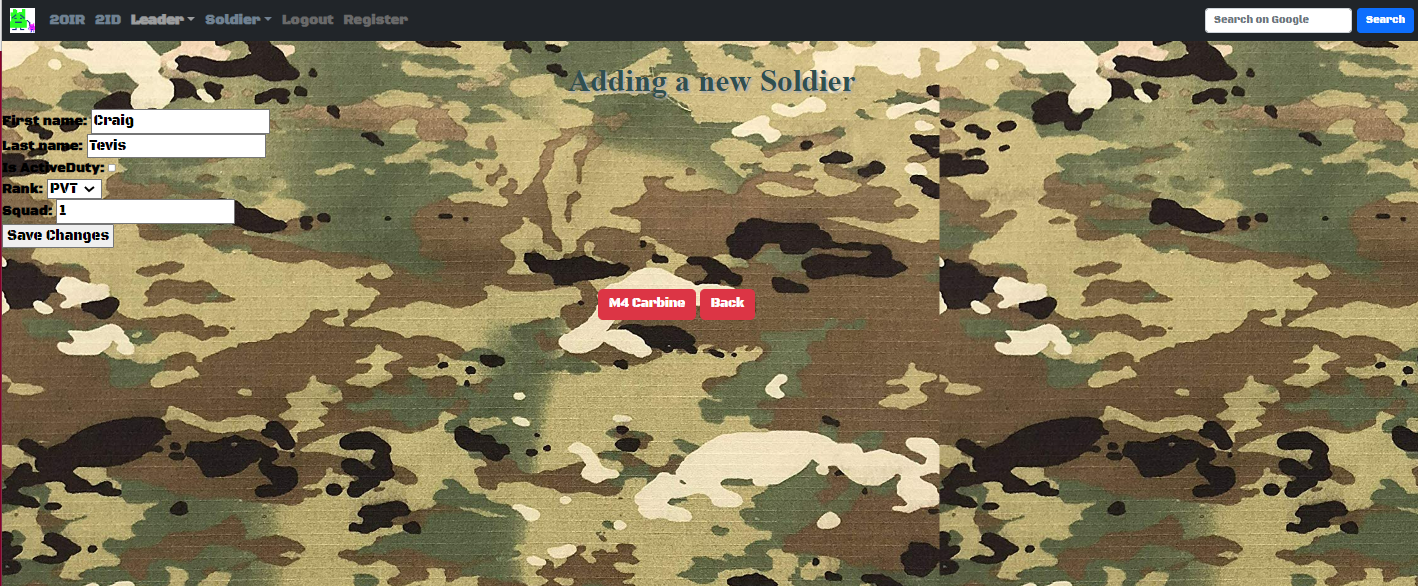 20IR 2ID Leader Soldier Logout Register Search on Google Search
Adding a new Soldier
First name: Craig
Last name: Tevis
Is ActiveDuty:
Rank: PVT
Squad: 1
Save Changes
M4 Carbine Back